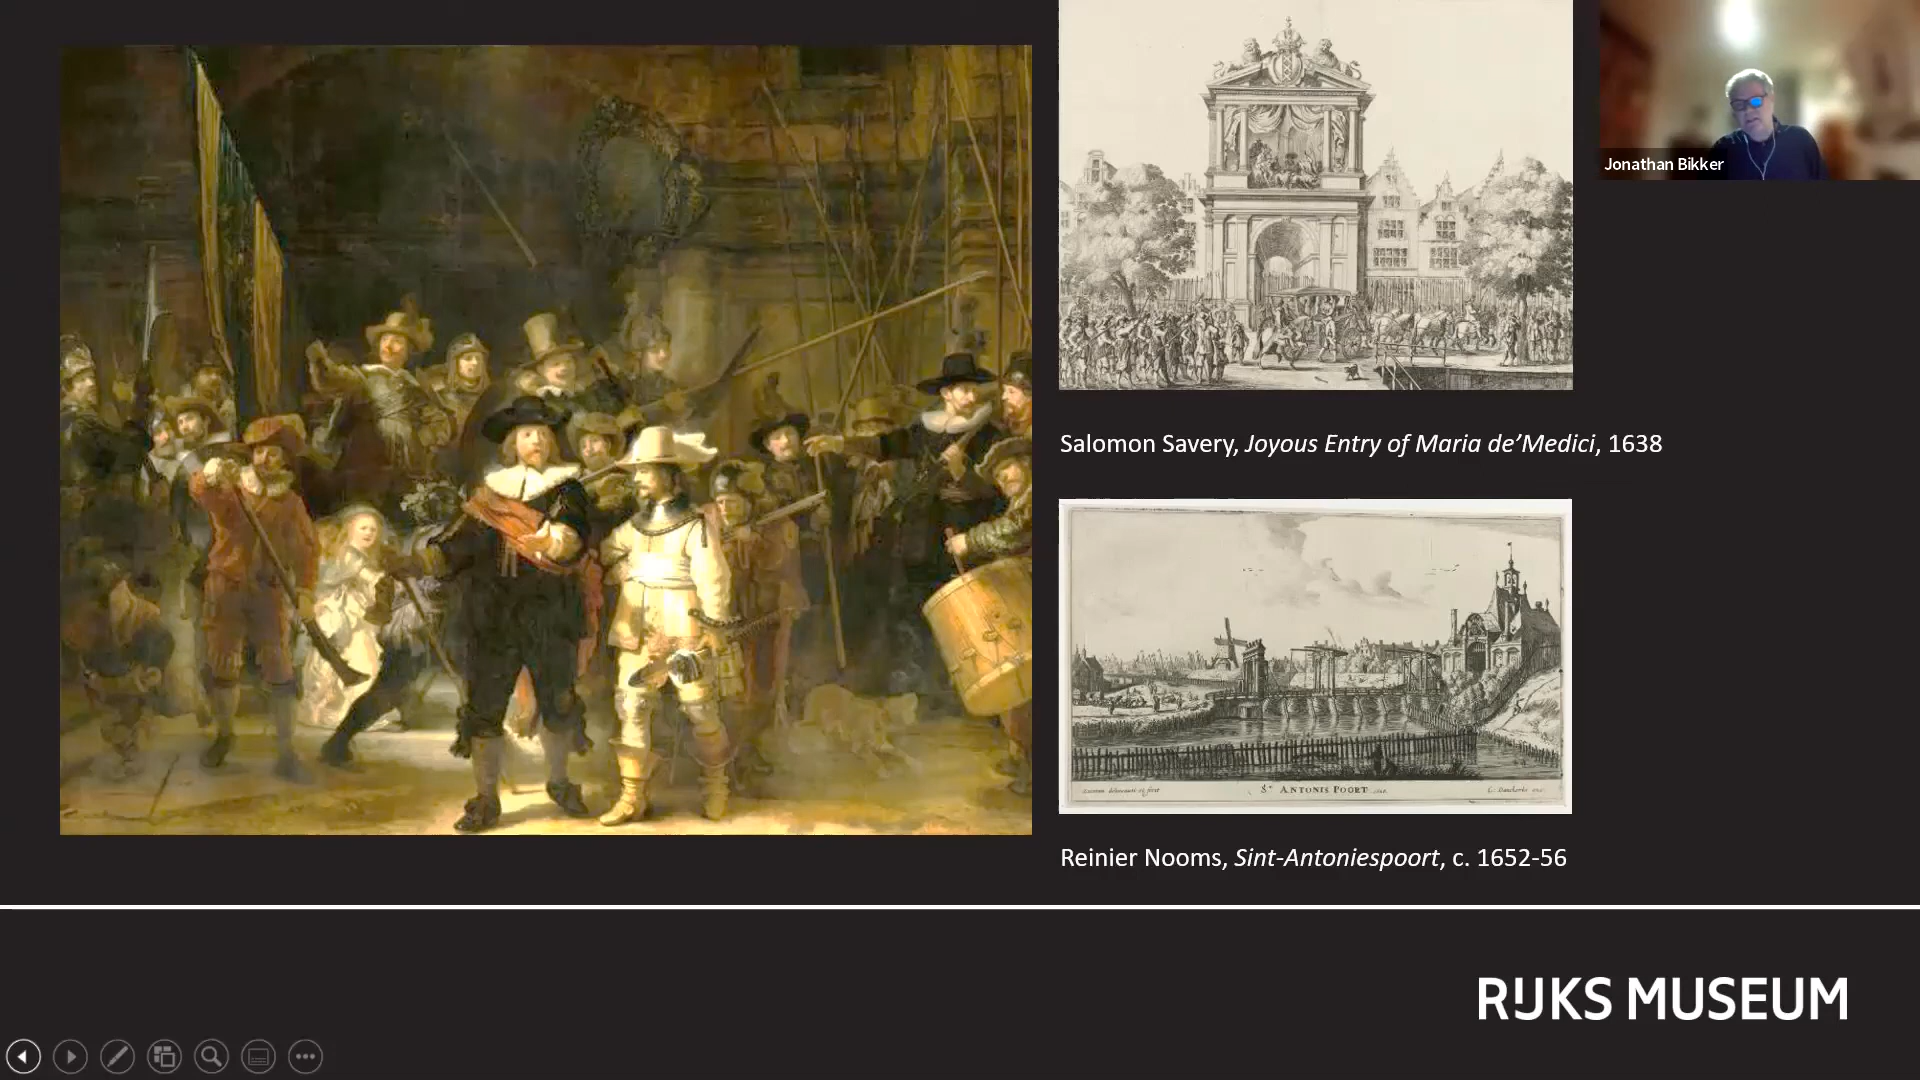 Jonathan Bikker
Salomon Savery, Joyous Entry of Maria de’Medici, 1638
St ANTONIS POORT
Reinier Nooms, Sint-Antoniespoort, c. 1652-56
RIJKS MUSEUM